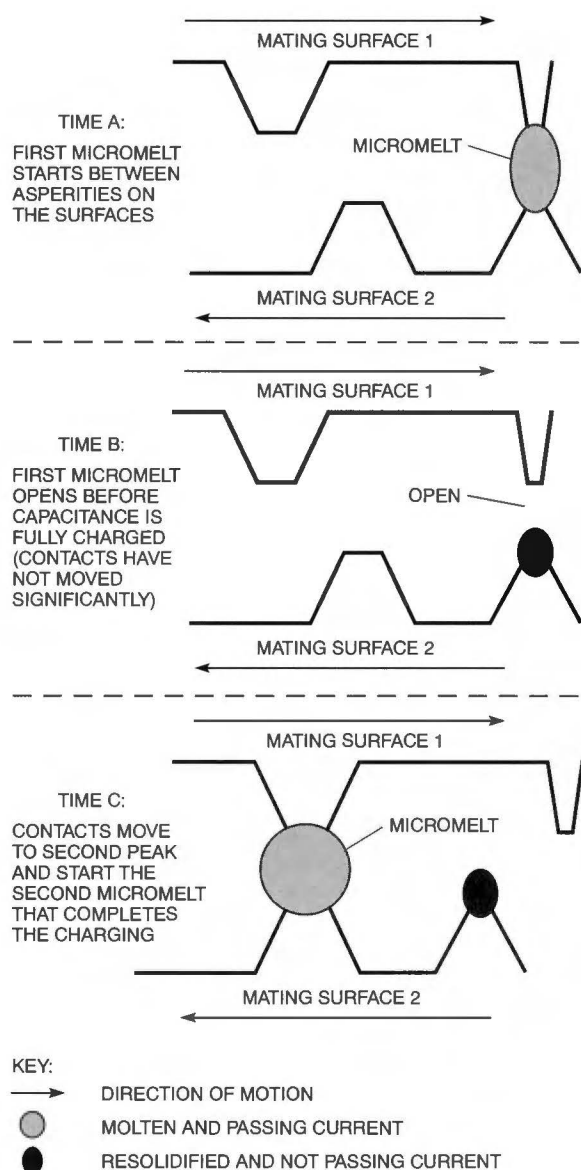 MATING SURFACE 1
TIME A:
FIRST MICROMELT
STARTS BETWEEN
ASPERITIES ON
THE SURFACES
MICROMELT
MATING SURFACE 2
MATING SURFACE 1
TIME B:
FIRST MICROMELT
OPENS BEFORE
CAPACITANCE IS
FULLY CHARGED
(CONTACTS HAVE
NOT MOVED
SIGNIFICANTLY)
OPEN
MATING SURFACE 2
MATING SURFACE 1
TIME C:
CONTACTS MOVE
TO SECOND PEAK
AND START THE
SECOND MICROMELT
THAT COMPLETES
THE CHARGING
MICROMELT
MATING SURFACE 2
KEY:
DIRECTION OF MOTION
MOLTEN AND PASSING CURRENT
RESOLIDIFIED AND NOT PASSING CURRENT